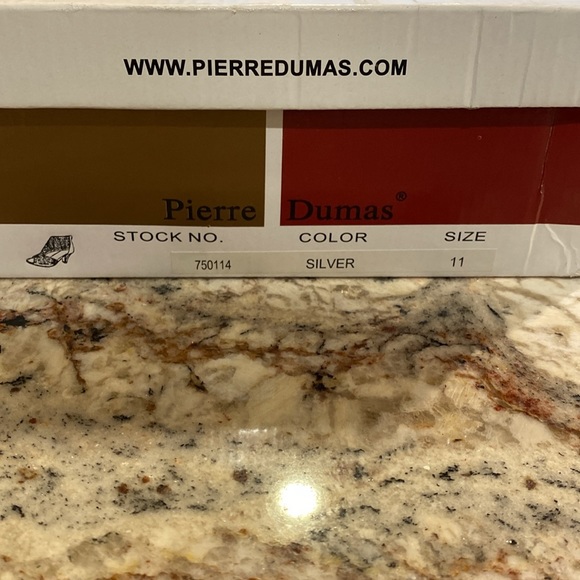 WWW.PIERREDUMAS.COM
Pierre Dumas®
STOCK NO. COLOR SIZE
750114 SILVER 11